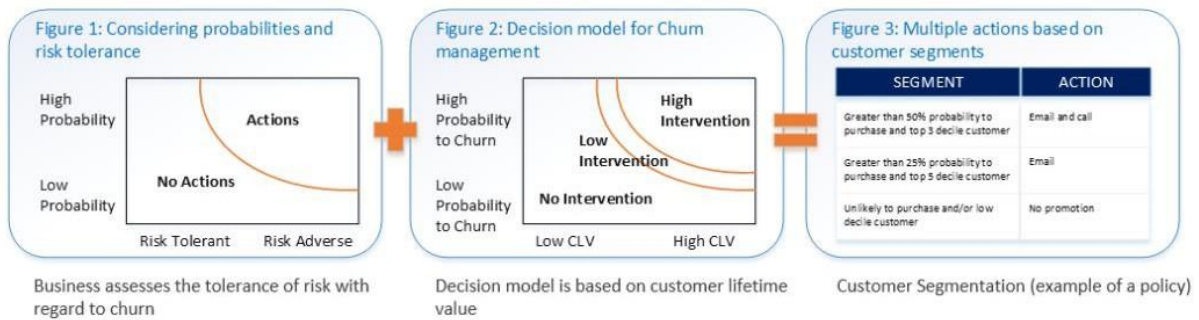 Figure 1: Considering probabilities and
risk tolerance
High
Probability
Actions
No Actions
Low
Probability
Risk Tolerant Risk Adverse
Business assesses the tolerance of risk with
regard to churn
Figure 2: Decision model for Churn
management
High
Probability
to Churn
High
Intervention
Low
Intervention
Low
Probability
to Churn
No Intervention
Low CLV High CLV
Decision model is based on customer lifetime
value
Figure 3: Multiple actions based on
customer segments
SEGMENT ACTION
Greater than 50% probability to Email and call
purchase and top 3 decile customer
Greater than 25% probability to Email
purchase and top 5 decile customer
Unlikely to purchase and/or low No promotion
decile customer
Customer Segmentation (example of a policy)